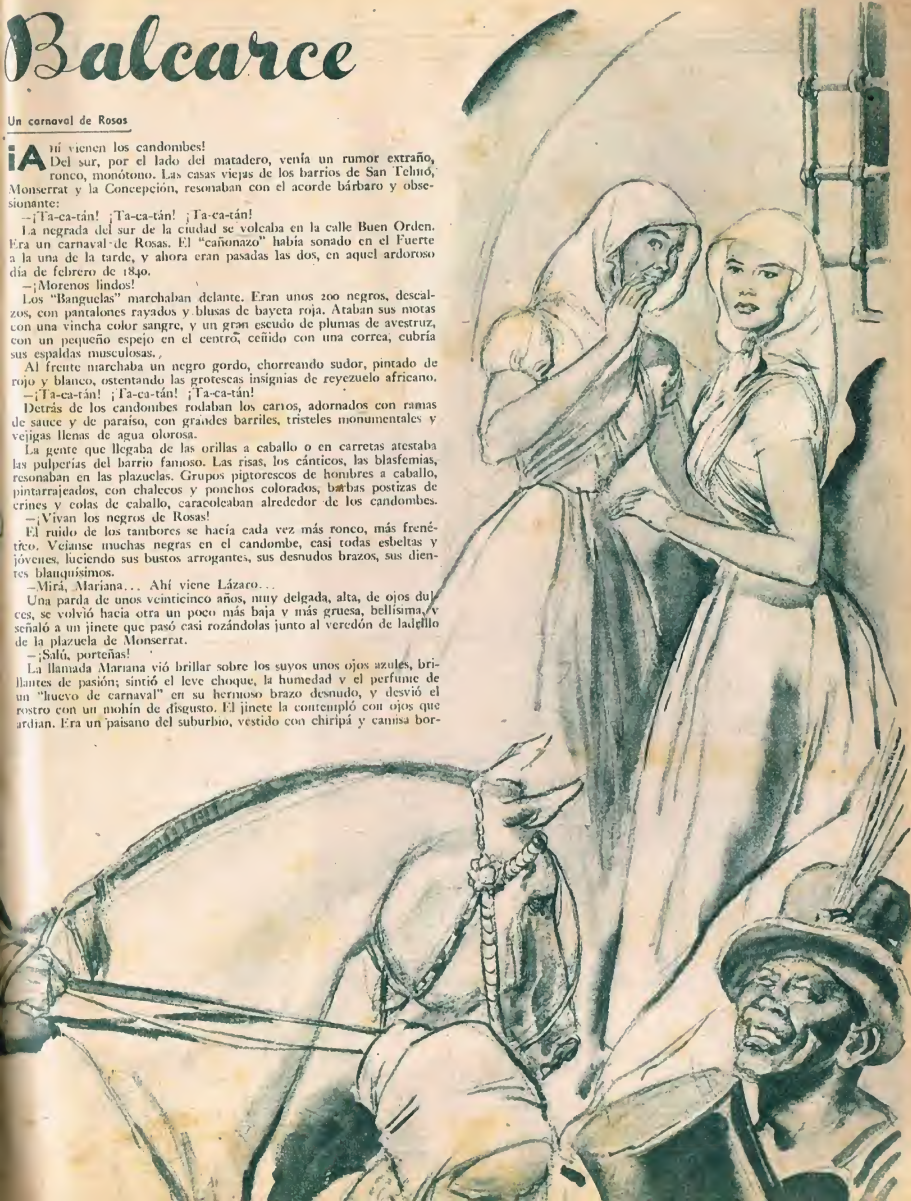 Balcarce
Un carnaval de Rosas
¡Ahí vienen los candombes!
Del sur, por el lado del matadero, venía un rumor extraño,
ronco, monótono. Las casas viejas de los barrios de San Telmo,
Monserrat y la Concepción, resonaban con el acorde bárbaro y obse-
sionante:
—¡Ta-ca-tán! ¡Ta-ca-tán! ¡Ta-ca-tán!
La negrada del sur de la ciudad se volcaba en la calle Buen Orden.
Era un carnaval de Rosas. El "cañonazo" había sonado en el Fuerte
a la una de la tarde, y ahora eran pasadas las dos, en aquel ardoroso
día de febrero de 1840.
—¡Morenos lindos!
Los "Banguelas" marchaban delante. Eran unos 200 negros, descal-
zos, con pantalones rayados y blusas de bayeta roja. Ataban sus motas
con una vincha color sangre, y un gran escudo de plumas de avestruz,
con un pequeño espejo en el centro, ceñido con una correa, cubría
sus espaldas musculosas.
Al frente marchaba un negro gordo, chorreando sudor, pintado de
rojo y blanco, ostentando las grotescas insignias de reyezuelo africano.
—¡Ta-ca-tán! ¡Ta-ca-tán! ¡Ta-ca-tán!
Detrás de los candombes rodaban los carros, adornados con ramas
de sauce y de paraíso, con grandes barriles, tristeles monumentales y
vejigas llenas de agua olorosa.
La gente que llegaba de las orillas a caballo o en carretas atestaba
las pulperías del barrio famoso. Las risas, los cánticos, las blasfemias,
resonaban en las plazuelas. Grupos pintorescos de hombres a caballo,
pintarrajeados, con chalecos y ponchos colorados, barbas postizas de
crines y colas de caballo, caracoleaban alrededor de los candombes.
—¡Vivan los negros de Rosas!
El ruido de los tambores se hacía cada vez más ronco, más frené-
tico. Veíanse muchas negras en el candombe, casi todas esbeltas y
jóvenes, luciendo sus bustos arrogantes, sus desnudos brazos, sus dien-
tes blanquísimos.
—Mirá, Mariana... Ahí viene Lázaro...
Una parda de unos veinticinco años, muy delgada, alta, de ojos dul-
ces, se volvió hacia otra un poco más baja y más gruesa, bellísima, y
señaló a un jinete que pasó casi rozándolas junto al veredón de ladrillo
de la plazuela de Monserrat.
—¡Salú, porteñas!
La llamada Mariana vió brillar sobre los suyos unos ojos azules, bri-
llantes de pasión; sintió el leve choque, la humedad y el perfume de
un "huevo de carnaval" en su hermoso brazo desnudo, y desvió el
rostro con un mohín de disgusto. El jinete la contempló con ojos que
ardían. Era un paisano del suburbio, vestido con chiripá y camisa bor-